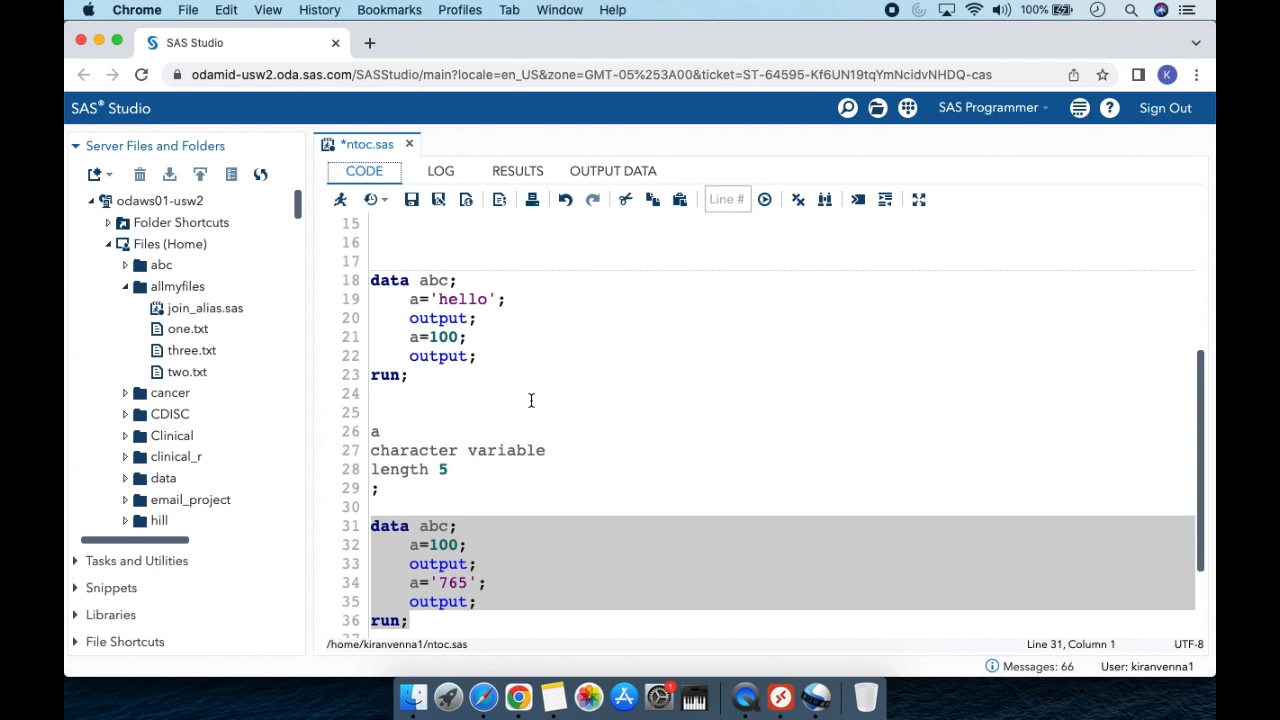 Chrome File Edit View History Bookmarks Profiles Tab Window Help 100%
SAS Studio
odamid-usw2.oda.sas.com/SASStudio/main?locale=en_US&zone=GMT-05%253A00&ticket=ST-64595-Kf6UN19tqYmNcidvNHDQ-cas K
SAS® Studio SAS Programmer Sign Out
Server Files and Folders
*ntoc.sas
CODE LOG RESULTS OUTPUT DATA
Line #
odaws01-usw2
Folder Shortcuts
Files (Home)
abc
allmyfiles
join_alias.sas
one.txt
three.txt
two.txt
cancer
CDISC
Clinical
clinical_r
data
email_project
hill
Tasks and Utilities
Snippets
Libraries
File Shortcuts
15
16
17
18 data abc;
19 a='hello';
20 output;
21 a=100;
22 output;
23 run;
24
25
26 a
27 character variable
28 length 5
29 ;
30
31 data abc;
32 a=100;
33 output;
34 a='765';
35 output;
36 run;
37
/home/kiranvenna1/ntoc.sas Line 31, Column 1 UTF-8
Messages: 66 User: kiranvenna1
1